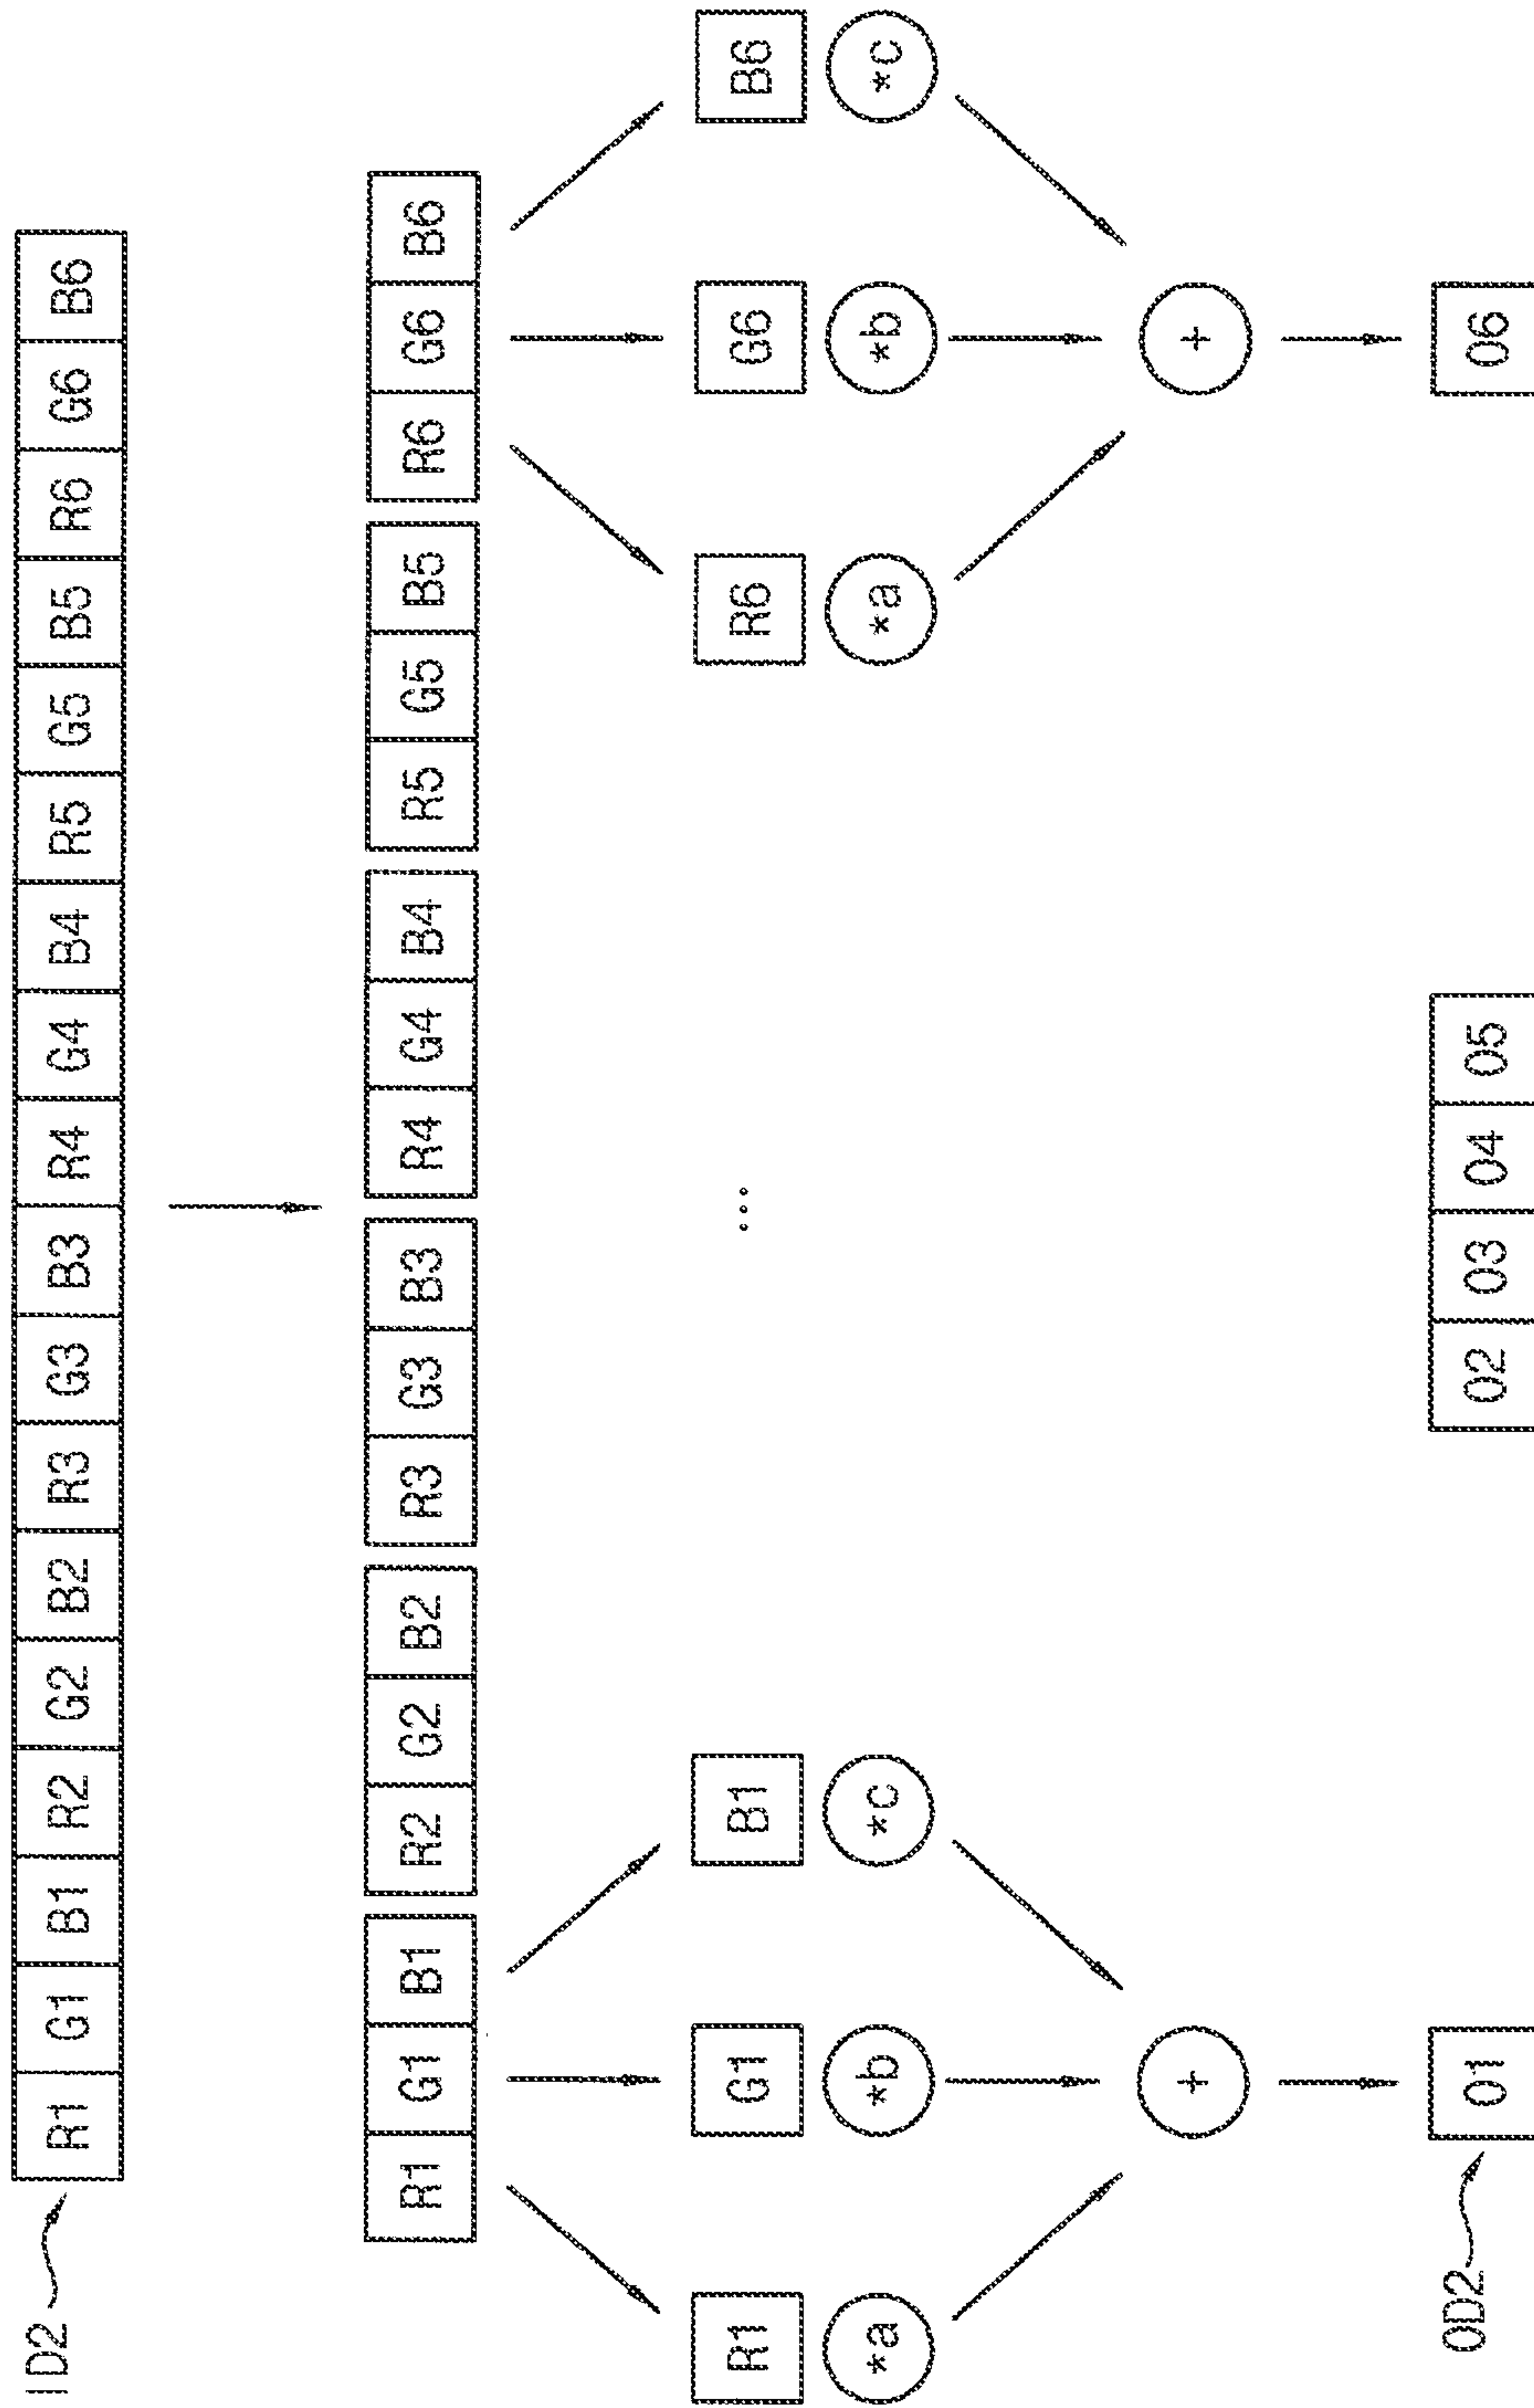 ID2
R1 G1 B1 R2 G2 B2 R3 G3 B3 R4 G4 B4 R5 G5 B5 R6 G6 B6
R1 G1 B1 R2 G2 B2 R3 G3 B3 R4 G4 B4 R5 G5 B5 R6 G6 B6
R1 G1 B1 ... R6 G6 B6
*a *b *c *a *b *c
+ +
OD2
O1 O2 O3 O4 O5 O6